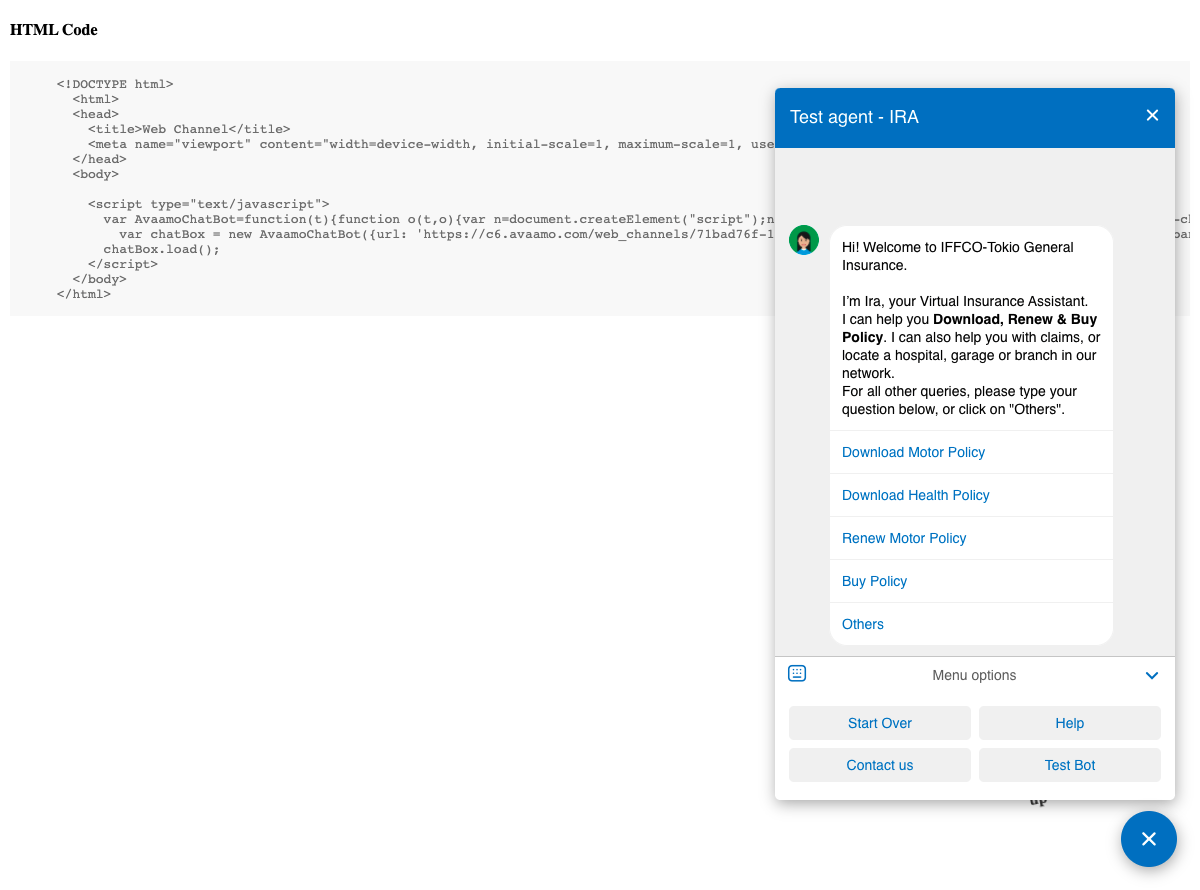 HTML Code
<!DOCTYPE html>
<html>
<head>
<title>Web Channel</title>
<meta name="viewport" content="width=device-width, initial-scale=1, maximum-scale=1, use
</head>
<body>
<script type="text/javascript">
var AvaamoChatBot=function(t){function o(t,o){var n=document.createElement("script");n
var chatBox = new AvaamoChatBot({url: 'https://c6.avaamo.com/web_channels/71bad76f-1
chatBox.load();
</script>
</body>
</html>
Test agent - IRA
Hi! Welcome to IFFCO-Tokio General
Insurance.
I'm Ira, your Virtual Insurance Assistant.
I can help you Download, Renew & Buy
Policy. I can also help you with claims, or
locate a hospital, garage or branch in our
network.
For all other queries, please type your
question below, or click on "Others".
Download Motor Policy
Download Health Policy
Renew Motor Policy
Buy Policy
Others
Menu options
Start Over
Help
Contact us
Test Bot